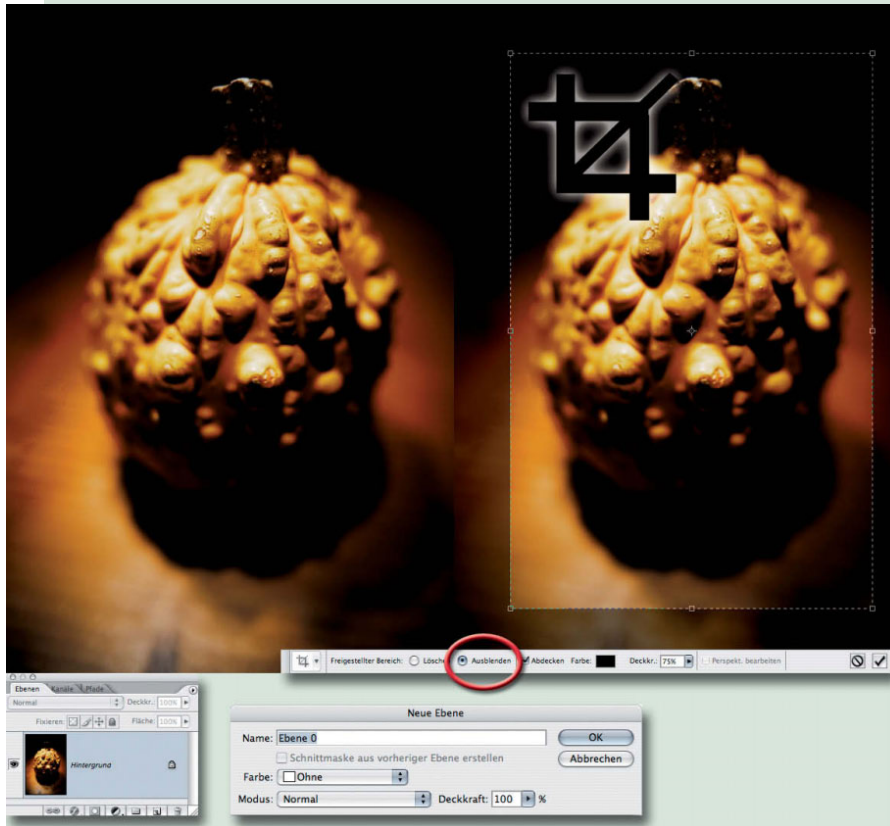 Freigestellter Bereich: Löschen Ausblenden Abdecken Farbe: Deckkr.: 75% Perspekt. bearbeiten
Ebenen Kanäle Pfade
Normal Deckkr.: 100%
Fixieren: Fläche: 100%
Hintergrund
Neue Ebene
Name: Ebene 0 OK
Schnittmaske aus vorheriger Ebene erstellen Abbrechen
Farbe: Ohne
Modus: Normal Deckkraft: 100 %